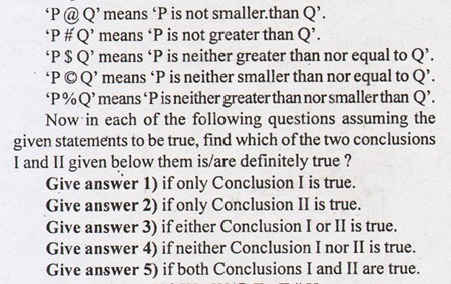 'P @ Q' means 'P is not smaller.than Q'.
'P # Q' means 'P is not greater than Q'.
'P $ Q' means 'P is neither greater than nor equal to Q'.
'P © Q' means 'P is neither smaller than nor equal to Q'.
'P%Q' means 'P is neither greater than nor smaller than Q'.
Now in each of the following questions assuming the
given statements to be true, find which of the two conclusions
I and II given below them is/are definitely true ?
Give answer 1) if only Conclusion I is true.
Give answer 2) if only Conclusion II is true.
Give answer 3) if either Conclusion I or II is true.
Give answer 4) if neither Conclusion I nor II is true.
Give answer 5) if both Conclusions I and II are true.